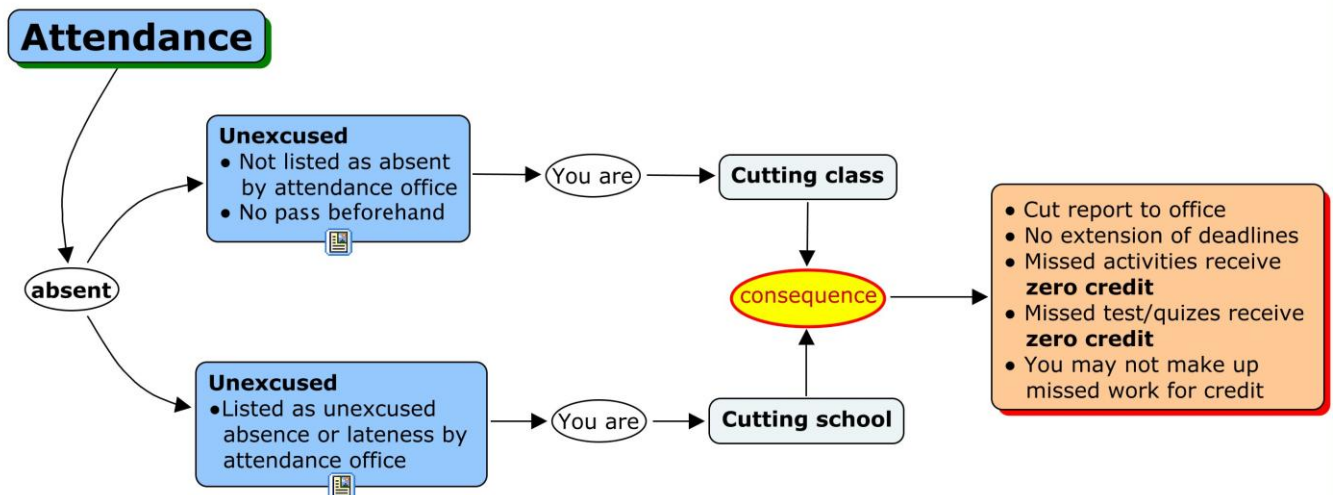 Attendance
Unexcused
● Not listed as absent
by attendance office
● No pass beforehand
You are
Cutting class
absent
consequence
● Cut report to office
● No extension of deadlines
● Missed activities receive
zero credit
● Missed test/quizes receive
zero credit
● You may not make up
missed work for credit
Unexcused
●Listed as unexcused
absence or lateness by
attendance office
You are
Cutting school